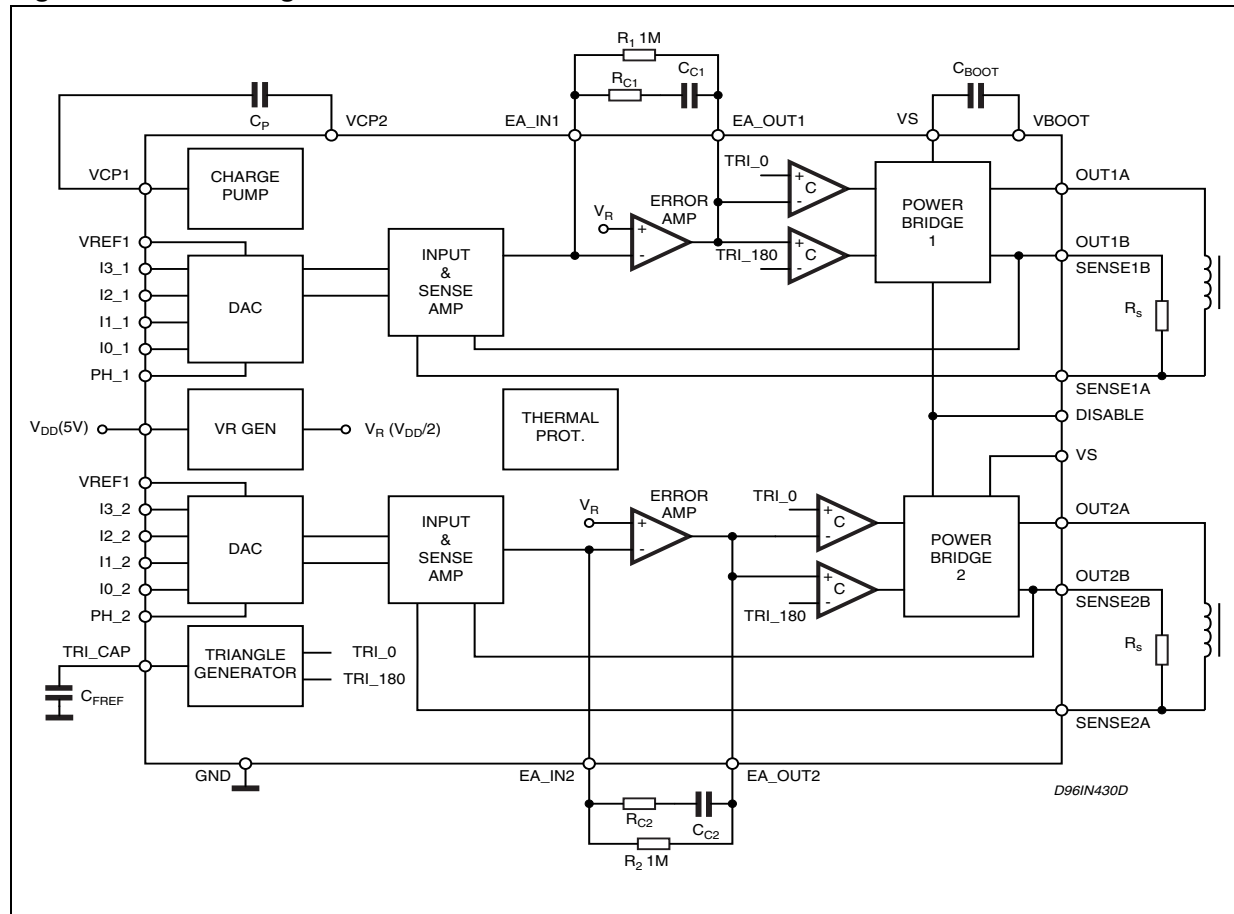 R1 1M
RC1
CC1
CBOOT
CP
VCP2
EA_IN1
EA_OUT1
VS
VBOOT
VCP1
CHARGE
PUMP
TRI_0
+
-
C
POWER
BRIDGE
1
OUT1A
VREF1
I3_1
I2_1
I1_1
I0_1
PH_1
DAC
INPUT
&
SENSE
AMP
VR
ERROR
AMP
+
-
TRI_180
+
-
C
OUT1B
SENSE1B
Rs
SENSE1A
DISABLE
VDD(5V)
VR GEN
VR (VDD/2)
THERMAL
PROT.
VS
VREF1
I3_2
I2_2
I1_2
I0_2
PH_2
DAC
INPUT
&
SENSE
AMP
VR
ERROR
AMP
+
-
TRI_0
+
-
C
TRI_180
+
-
C
POWER
BRIDGE
2
OUT2A
OUT2B
SENSE2B
Rs
SENSE2A
TRI_CAP
CFREF
TRIANGLE
GENERATOR
TRI_0
TRI_180
GND
EA_IN2
EA_OUT2
RC2
CC2
R2 1M
D96IN430D